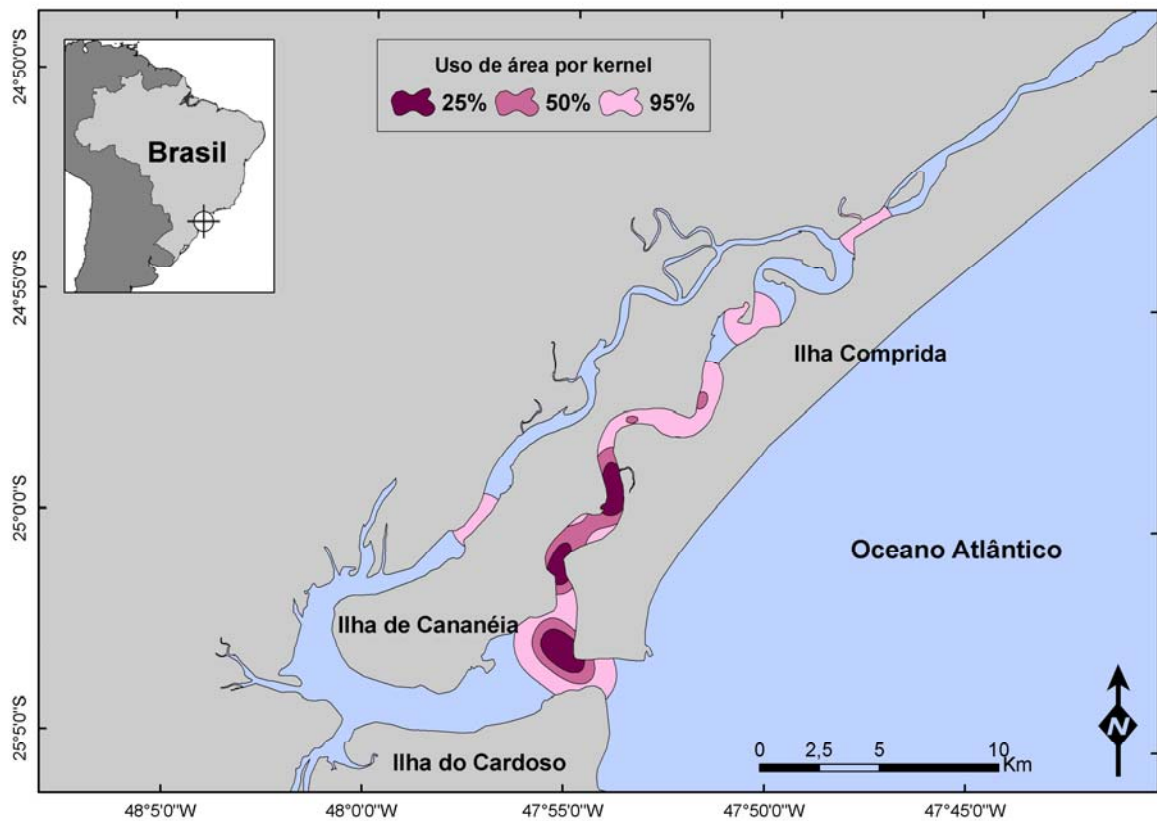 Uso de área por kernel
25% 50% 95%
Brasil
24°50'0"S
24°55'0"S
25°0'0"S
25°5'0"S
Ilha Comprida
Oceano Atlântico
Ilha de Cananéia
Ilha do Cardoso
N
0 2,5 5 10
Km
48°5'0"W 48°0'0"W 47°55'0"W 47°50'0"W 47°45'0"W